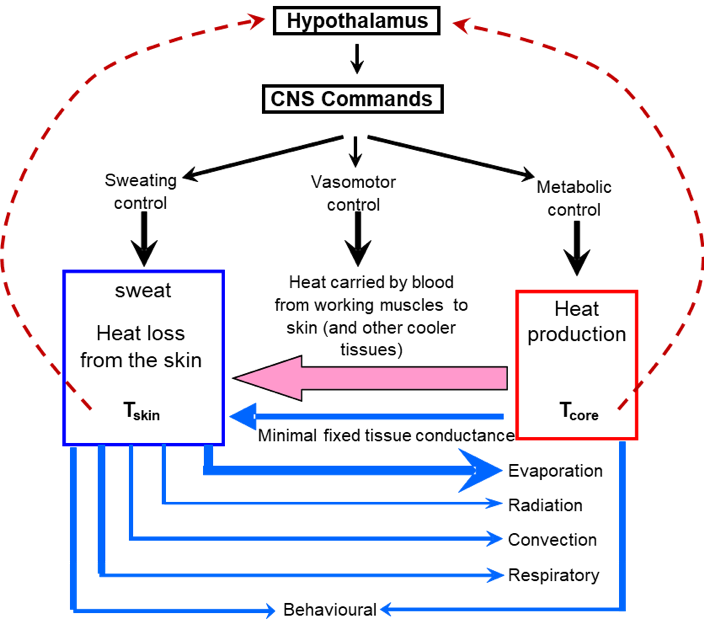 Hypothalamus
CNS Commands
Sweating
control
Vasomotor
control
Metabolic
control
sweat
Heat loss
from the skin
Tskin
Heat carried by blood
from working muscles to
skin (and other cooler
tissues)
Heat
production
Tcore
Minimal fixed tissue conductance
Evaporation
Radiation
Convection
Respiratory
Behavioural